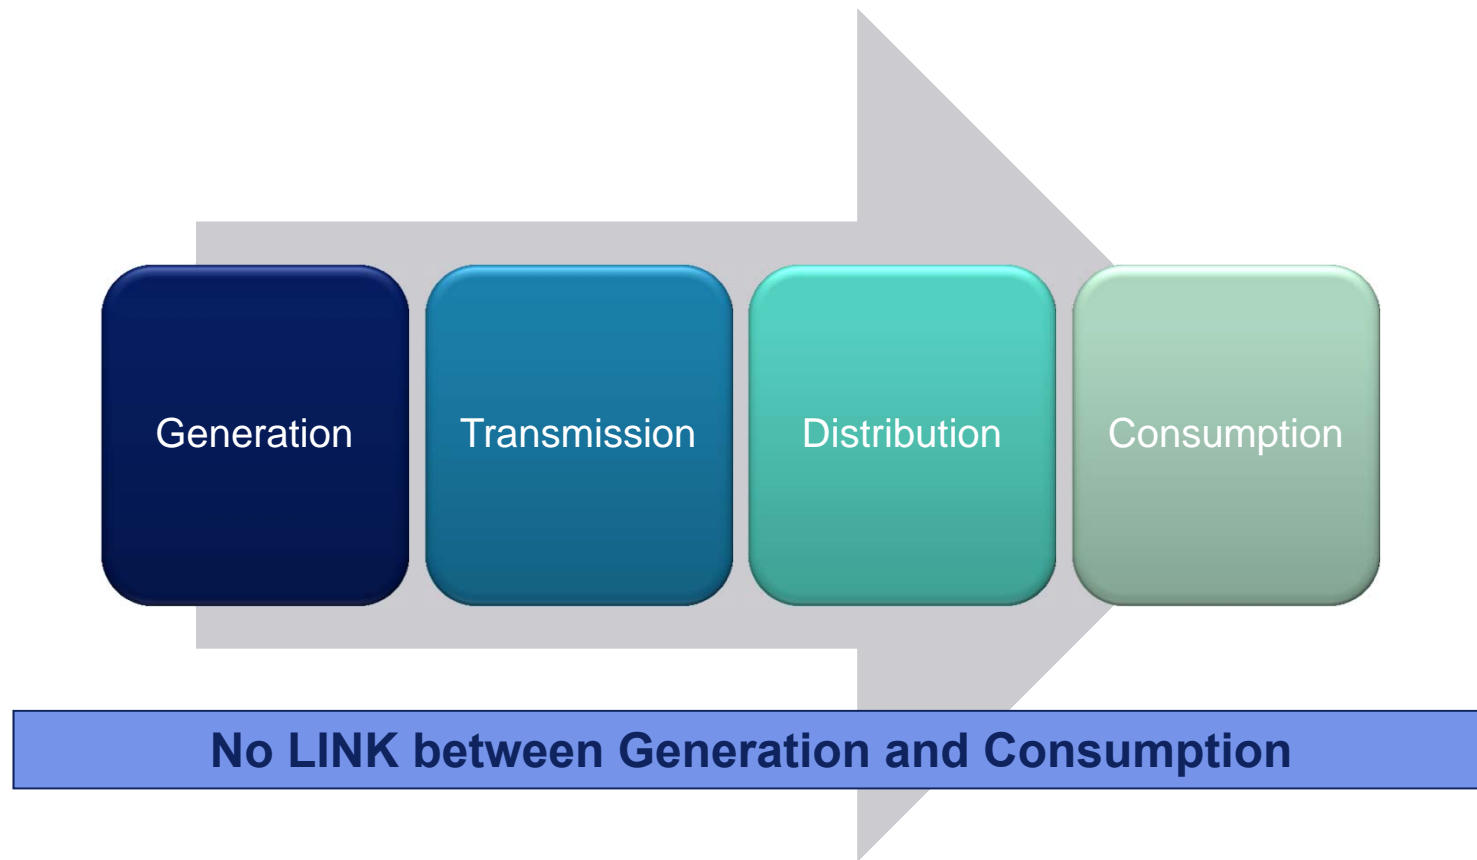 Generation
Transmission
Distribution
Consumption
No LINK between Generation and Consumption